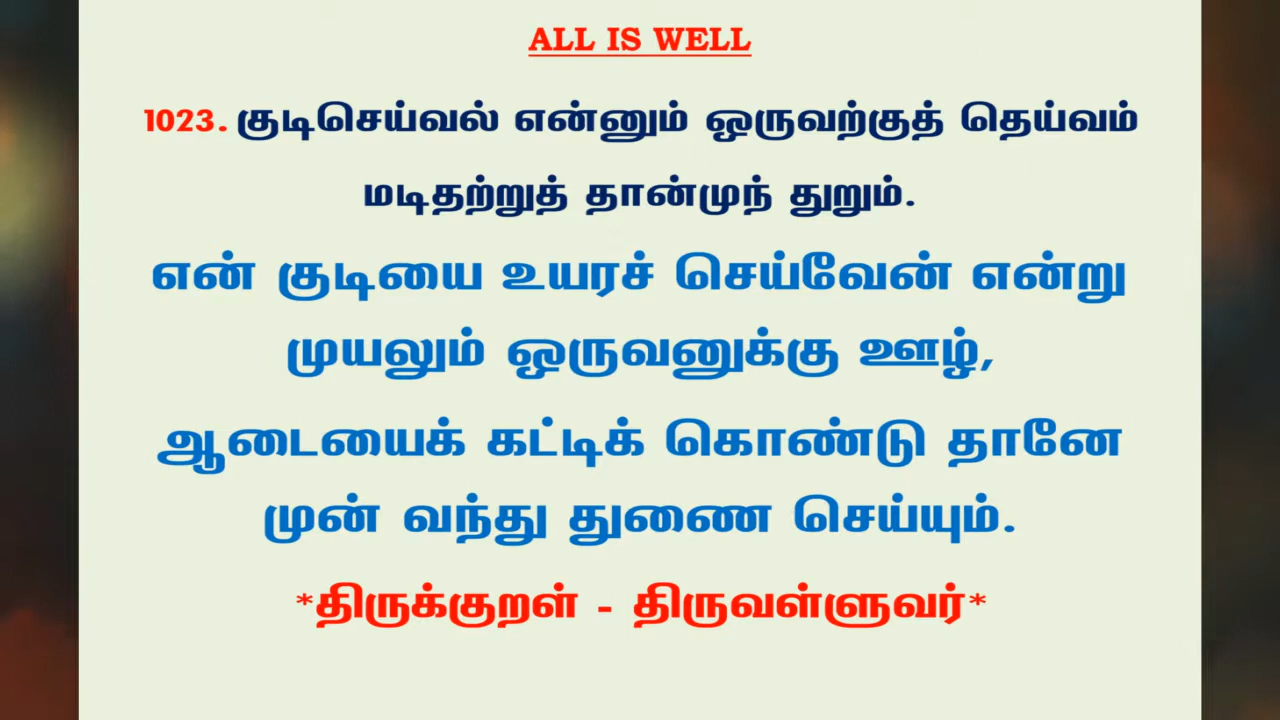 ALL IS WELL
1023. குடிசெய்வல் என்னும் ஒருவற்குத் தெய்வம்
மடிதற்றுத் தான்முந் துறும்.
என் குடியை உயரச் செய்வேன் என்று
முயலும் ஒருவனுக்கு ஊழ்,
ஆடையைக் கட்டிக் கொண்டு தானே
முன் வந்து துணை செய்யும்.
*திருக்குறள் - திருவள்ளுவர்*